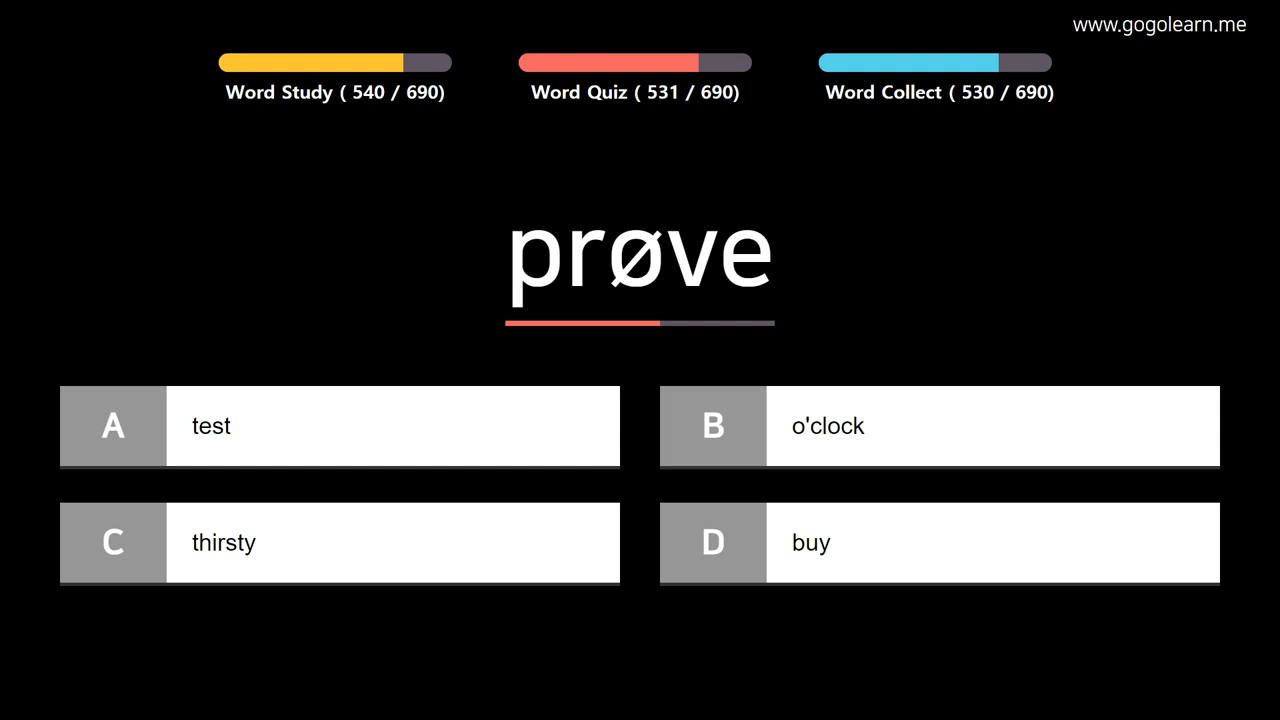 www.gogolearn.me
Word Study ( 540 / 690)
Word Quiz ( 531 / 690)
Word Collect ( 530 / 690)
prøve
A test
B o'clock
C thirsty
D buy